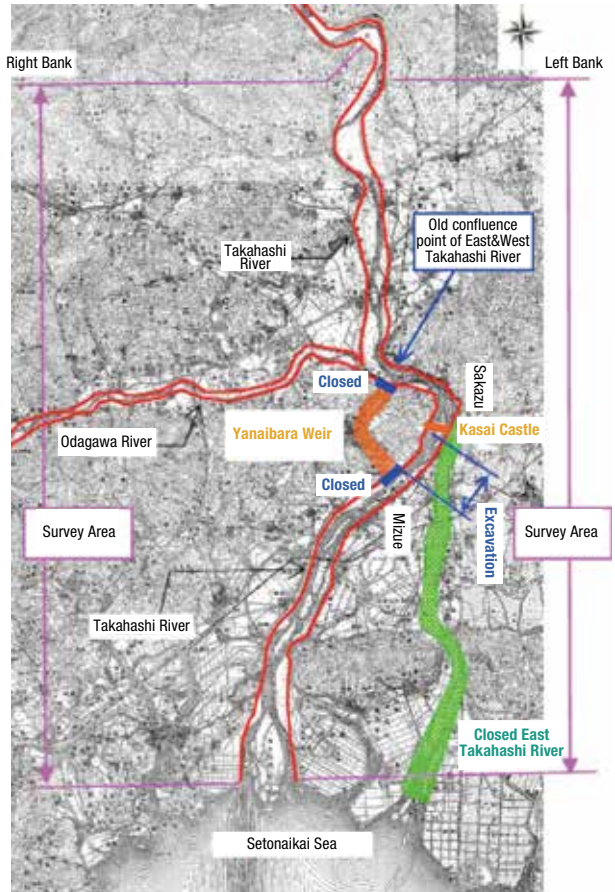 Right Bank
Left Bank
Old confluence
point of East&West
Takahashi River
Takahashi
River
Sakazu
Closed
Yanaibara Weir
Kasai Castle
Odagawa River
Closed
Mizue
Excavation
Survey Area
Survey Area
Takahashi River
Closed East
Takahashi River
Setonaikai Sea